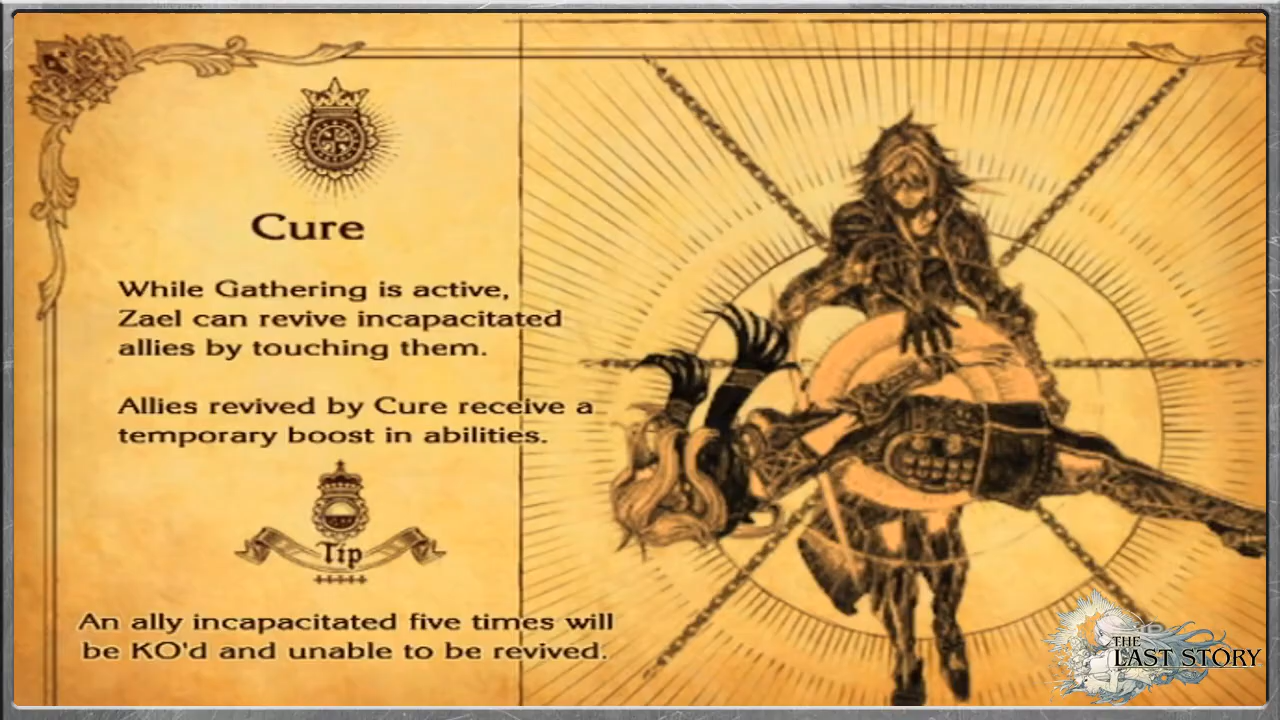 Cure
While Gathering is active,
Zael can revive incapacitated
allies by touching them.
Allies revived by Cure receive a
temporary boost in abilities.
Tip
An ally incapacitated five times will
be KO'd and unable to be revived.
THE
LAST STORY